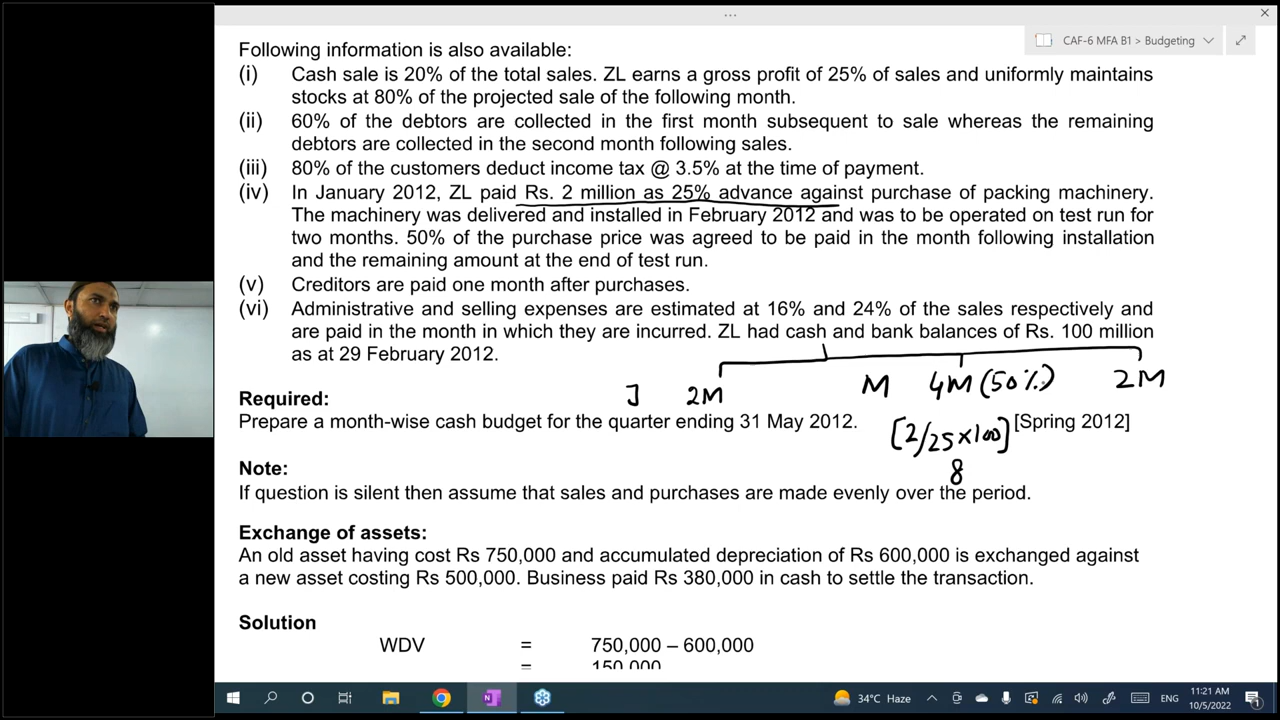 CAF-6 MFA B1 > Budgeting
Following information is also available:
(i) Cash sale is 20% of the total sales. ZL earns a gross profit of 25% of sales and uniformly maintains
stocks at 80% of the projected sale of the following month.
(ii) 60% of the debtors are collected in the first month subsequent to sale whereas the remaining
debtors are collected in the second month following sales.
(iii) 80% of the customers deduct income tax @ 3.5% at the time of payment.
(iv) In January 2012, ZL paid Rs. 2 million as 25% advance against purchase of packing machinery.
The machinery was delivered and installed in February 2012 and was to be operated on test run for
two months. 50% of the purchase price was agreed to be paid in the month following installation
and the remaining amount at the end of test run.
(v) Creditors are paid one month after purchases.
(vi) Administrative and selling expenses are estimated at 16% and 24% of the sales respectively and
are paid in the month in which they are incurred. ZL had cash and bank balances of Rs. 100 million
as at 29 February 2012.
J 2M M 4M (50%) 2M
Required:
Prepare a month-wise cash budget for the quarter ending 31 May 2012. [2/25×100] [Spring 2012]
8
Note:
If question is silent then assume that sales and purchases are made evenly over the period.
Exchange of assets:
An old asset having cost Rs 750,000 and accumulated depreciation of Rs 600,000 is exchanged against
a new asset costing Rs 500,000. Business paid Rs 380,000 in cash to settle the transaction.
Solution
WDV = 750,000 – 600,000
= 150,000
34°C Haze ENG 11:21 AM
10/5/2022